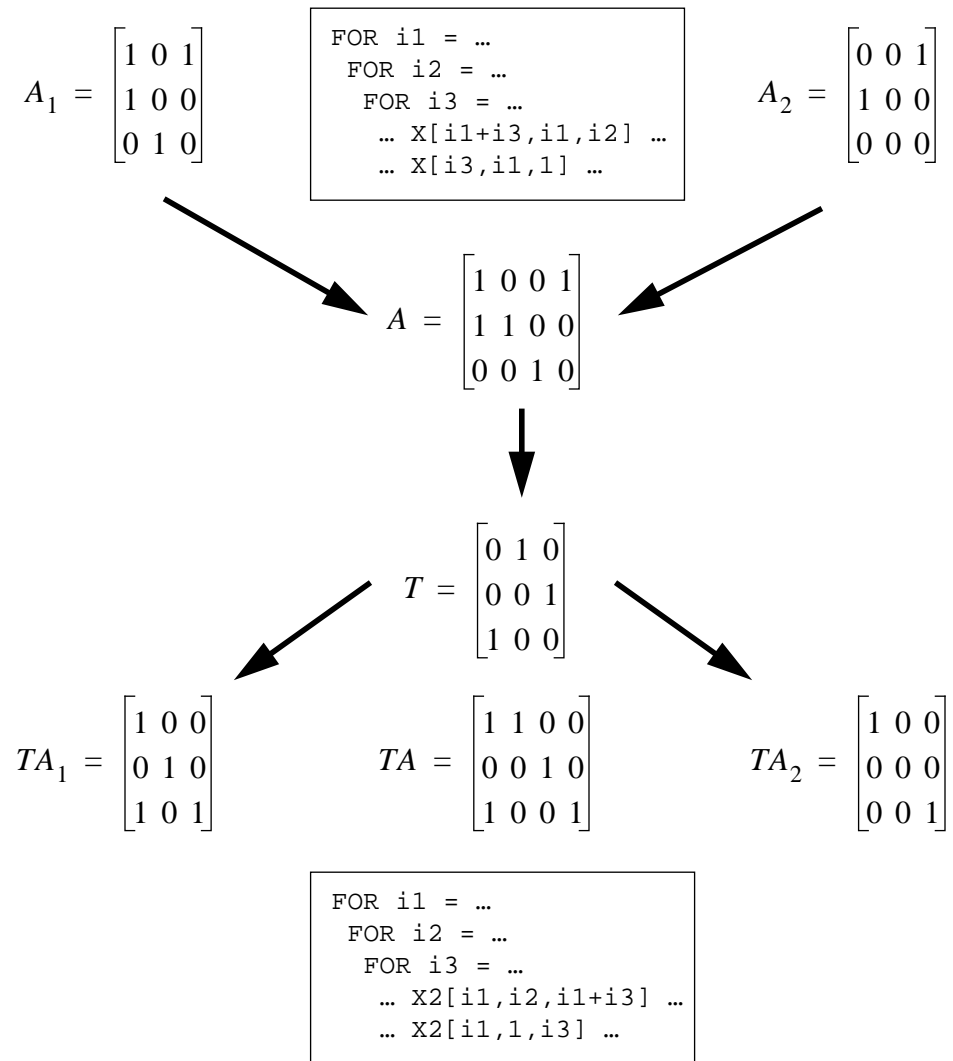 A1 = [1 0 1
1 0 0
0 1 0]
FOR i1 = …
FOR i2 = …
FOR i3 = …
… X[i1+i3,i1,i2] …
… X[i3,i1,1] …
A2 = [0 0 1
1 0 0
0 0 0]
A = [1 0 0 1
1 1 0 0
0 0 1 0]
T = [0 1 0
0 0 1
1 0 0]
TA1 = [1 0 0
0 1 0
1 0 1]
TA = [1 1 0 0
0 0 1 0
1 0 0 1]
TA2 = [1 0 0
0 0 0
0 0 1]
FOR i1 = …
FOR i2 = …
FOR i3 = …
… X2[i1,i2,i1+i3] …
… X2[i1,1,i3] …